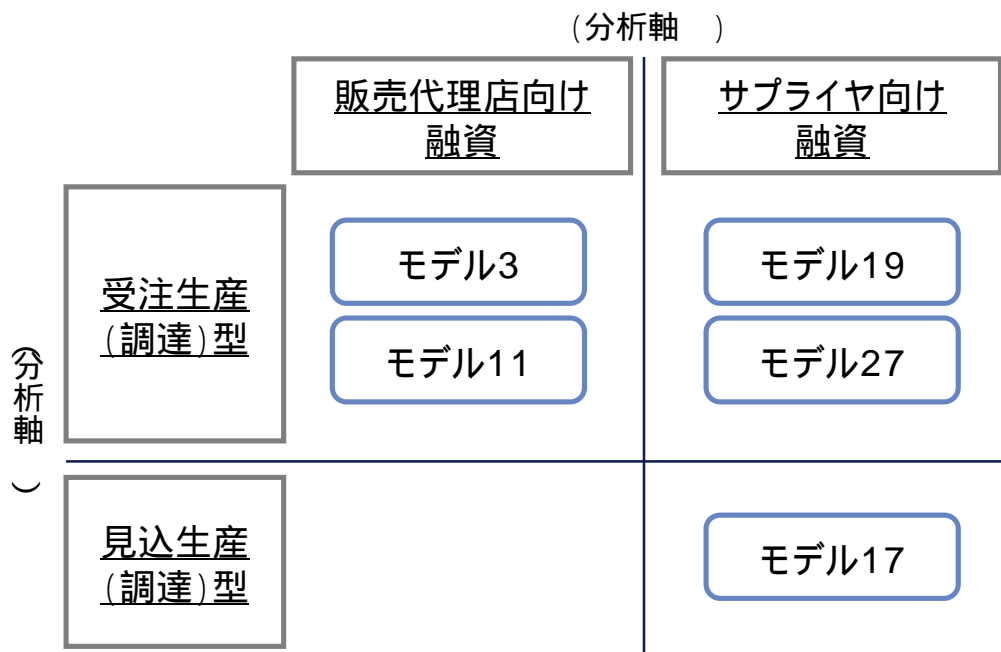 (分析軸　)
販売代理店向け
融資
サプライヤ向け
融資
(分析軸　)
受注生産
(調達)型
モデル3
モデル19
モデル11
モデル27
見込生産
(調達)型
モデル17